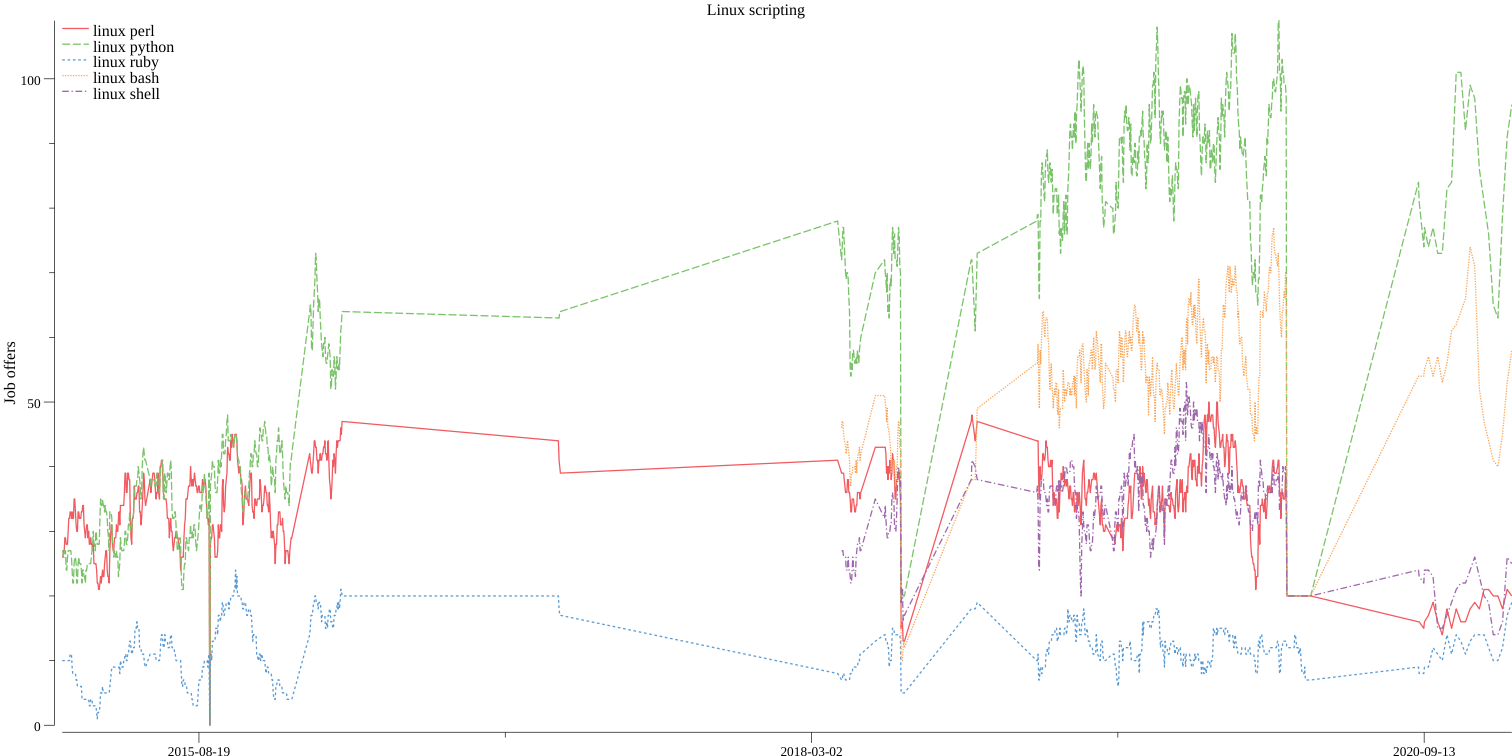 Linux scripting
linux perl
linux python
linux ruby
linux bash
linux shell
100
50
0
Job offers
2015-08-19
2018-03-02
2020-09-13